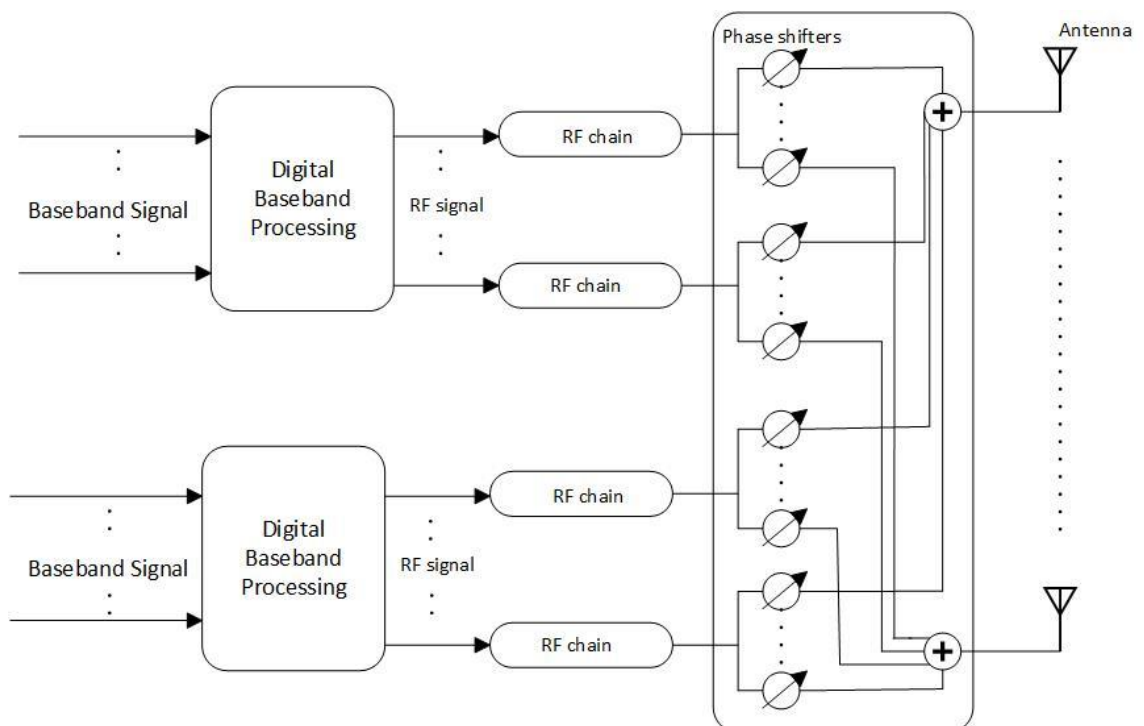 Phase shifters
Antenna
RF chain
Digital
Baseband
Processing
Baseband Signal
RF signal
RF chain
RF chain
Digital
Baseband
Processing
Baseband Signal
RF signal
RF chain